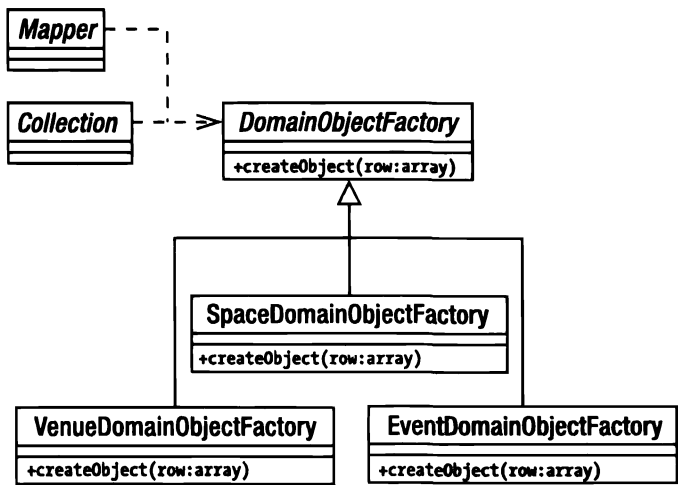 Mapper
Collection
DomainObjectFactory
+createObject(row:array)
SpaceDomainObjectFactory
+createObject(row:array)
VenueDomainObjectFactory
+createObject(row:array)
EventDomainObjectFactory
+createObject(row:array)